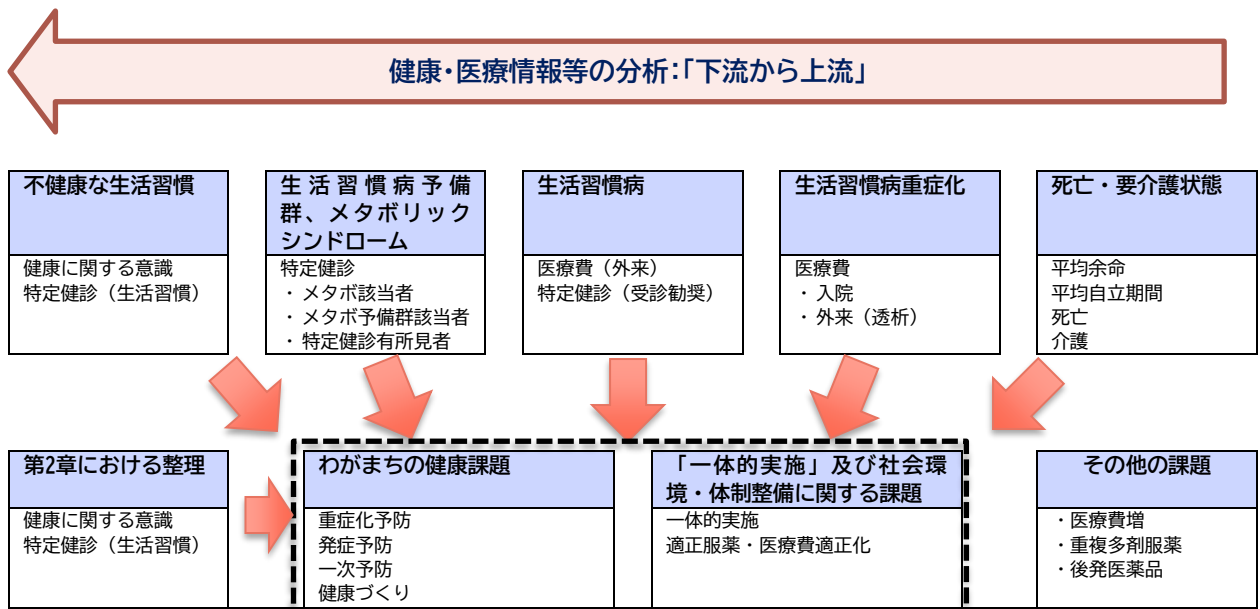 健康・医療情報等の分析：「下流から上流」
不健康な生活習慣
健康に関する意識
特定健診（生活習慣）
生活習慣病予備
群、メタボリック
シンドローム
特定健診
・メタボ該当者
・メタボ予備群該当者
・特定健診有所見者
生活習慣病
医療費（外来）
特定健診（受診勧奨）
生活習慣病重症化
医療費
・入院
・外来（透析）
死亡・要介護状態
平均余命
平均自立期間
死亡
介護
第2章における整理
健康に関する意識
特定健診（生活習慣）
わがまちの健康課題
重症化予防
発症予防
一次予防
健康づくり
「一体的実施」及び社会環
境・体制整備に関する課題
一体的実施
適正服薬・医療費適正化
その他の課題
・医療費増
・重複多剤服薬
・後発医薬品